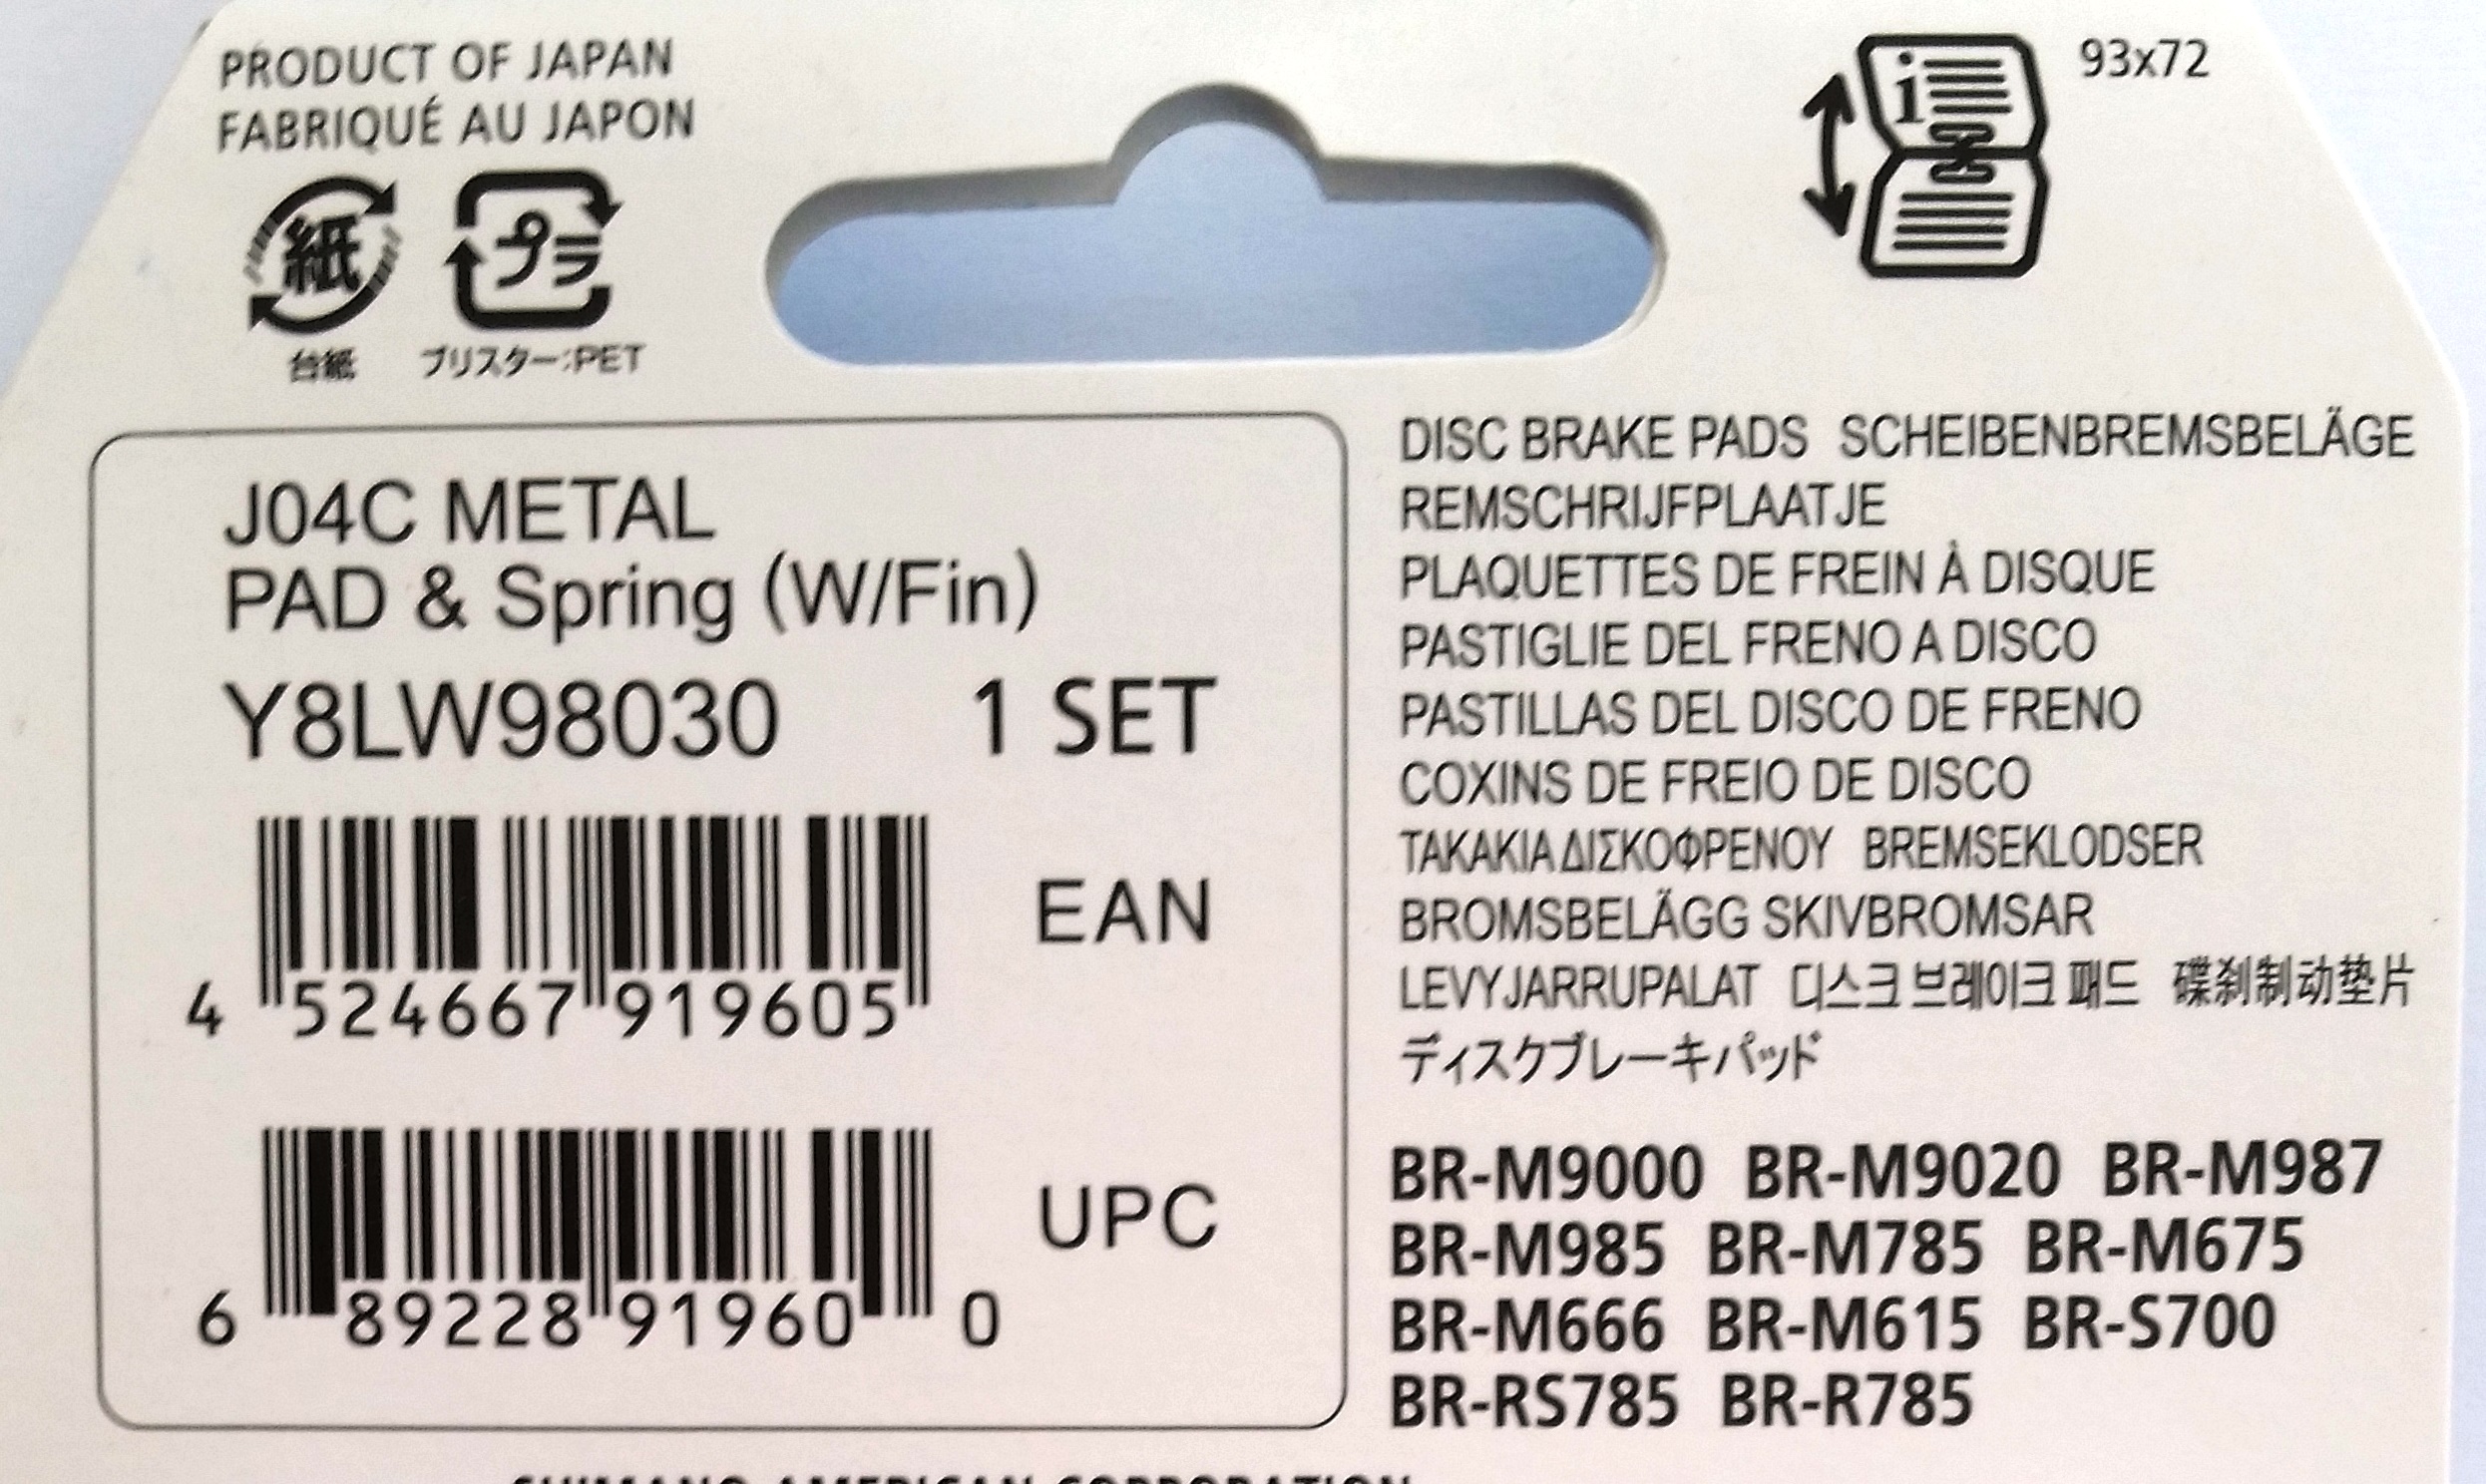 PRODUCT OF JAPAN
FABRIQUÉ AU JAPON
紙
プラ
台紙
ブリスター:PET
i
93x72
J04C METAL
PAD & Spring (W/Fin)
Y8LW98030 1 SET
4 524667 919605
EAN
6 89228 91960 0
UPC
DISC BRAKE PADS SCHEIBENBREMSBELÄGE
REMSCHRIJFPLAATJE
PLAQUETTES DE FREIN À DISQUE
PASTIGLIE DEL FRENO A DISCO
PASTILLAS DEL DISCO DE FRENO
COXINS DE FREIO DE DISCO
ΤΑΚΑΚΙΑ ΔΙΣΚΟΦΡΕΝΟΥ BREMSEKLODSER
BROMSBELÄGG SKIVBROMSAR
LEVYJARRUPALAT 디스크 브레이크 패드 碟刹制动垫片
ディスクブレーキパッド
BR-M9000 BR-M9020 BR-M987
BR-M985 BR-M785 BR-M675
BR-M666 BR-M615 BR-S700
BR-RS785 BR-R785
SHIMANO AMERICAN CORPORATION